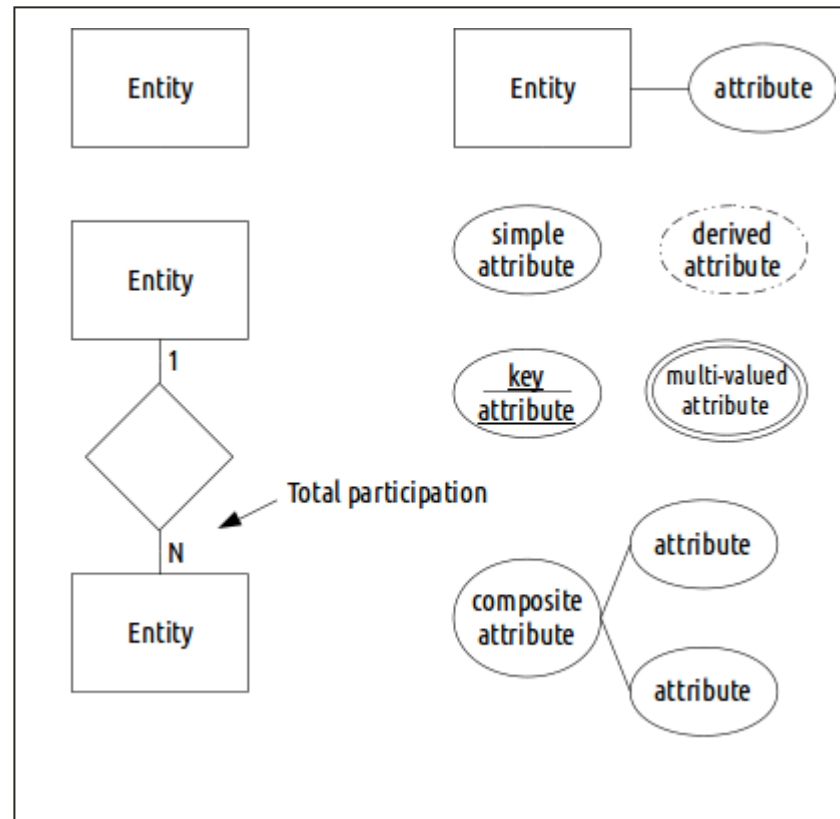 Entity
Entity
attribute
Entity
1
N
Total participation
Entity
simple
attribute
derived
attribute
key
attribute
multi-valued
attribute
composite
attribute
attribute
attribute